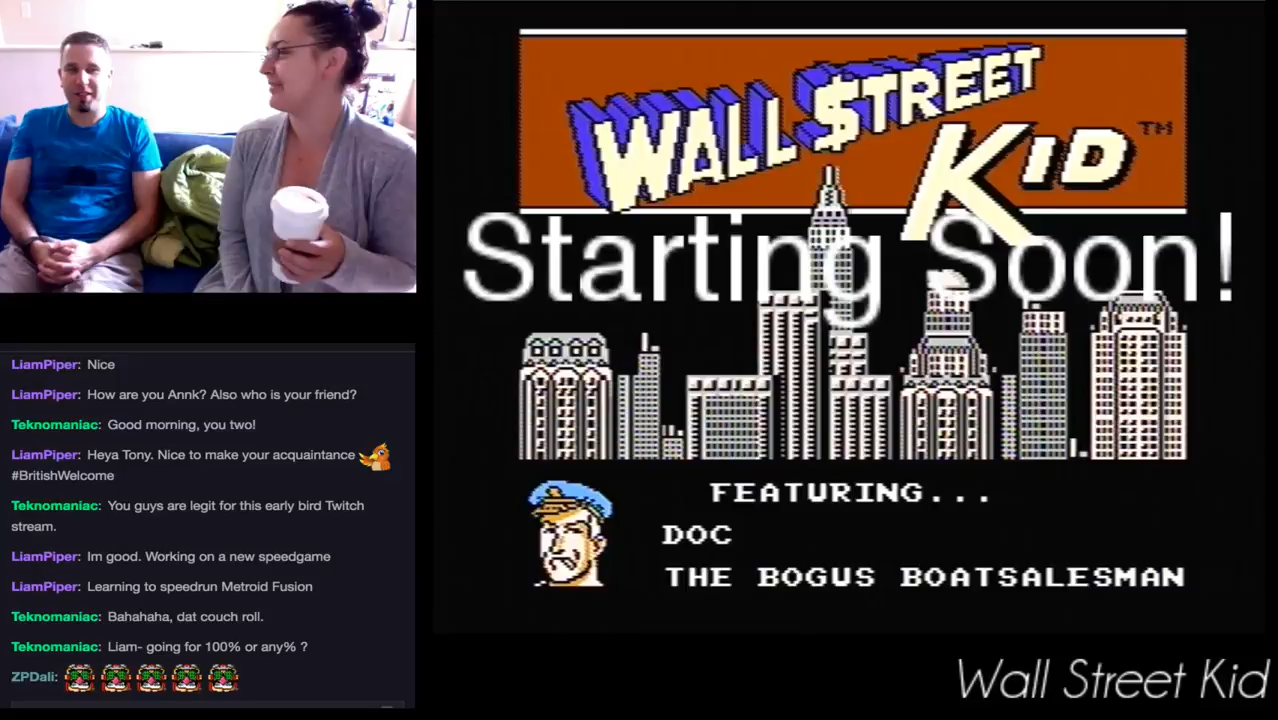 WALL $TREET
KID™
Starting Soon!
LiamPiper: Nice
LiamPiper: How are you Annk? Also who is your friend?
Teknomaniac: Good morning, you two!
LiamPiper: Heya Tony. Nice to make your acquaintance
#BritishWelcome
Teknomaniac: You guys are legit for this early bird Twitch
stream.
LiamPiper: Im good. Working on a new speedgame
LiamPiper: Learning to speedrun Metroid Fusion
Teknomaniac: Bahahaha, dat couch roll.
Teknomaniac: Liam- going for 100% or any% ?
ZPDali:
FEATURING...
DOC
THE BOGUS BOATSALESMAN
Wall Street Kid